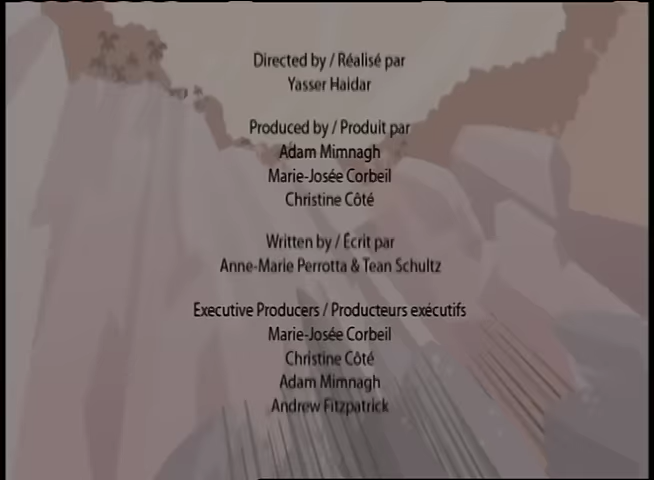 Directed by / Réalisé par
Yasser Haidar
Produced by / Produit par
Adam Mimnagh
Marie-Josée Corbeil
Christine Côté
Written by / Écrit par
Anne-Marie Perrotta & Tean Schultz
Executive Producers / Producteurs exécutifs
Marie-Josée Corbeil
Christine Côté
Adam Mimnagh
Andrew Fitzpatrick